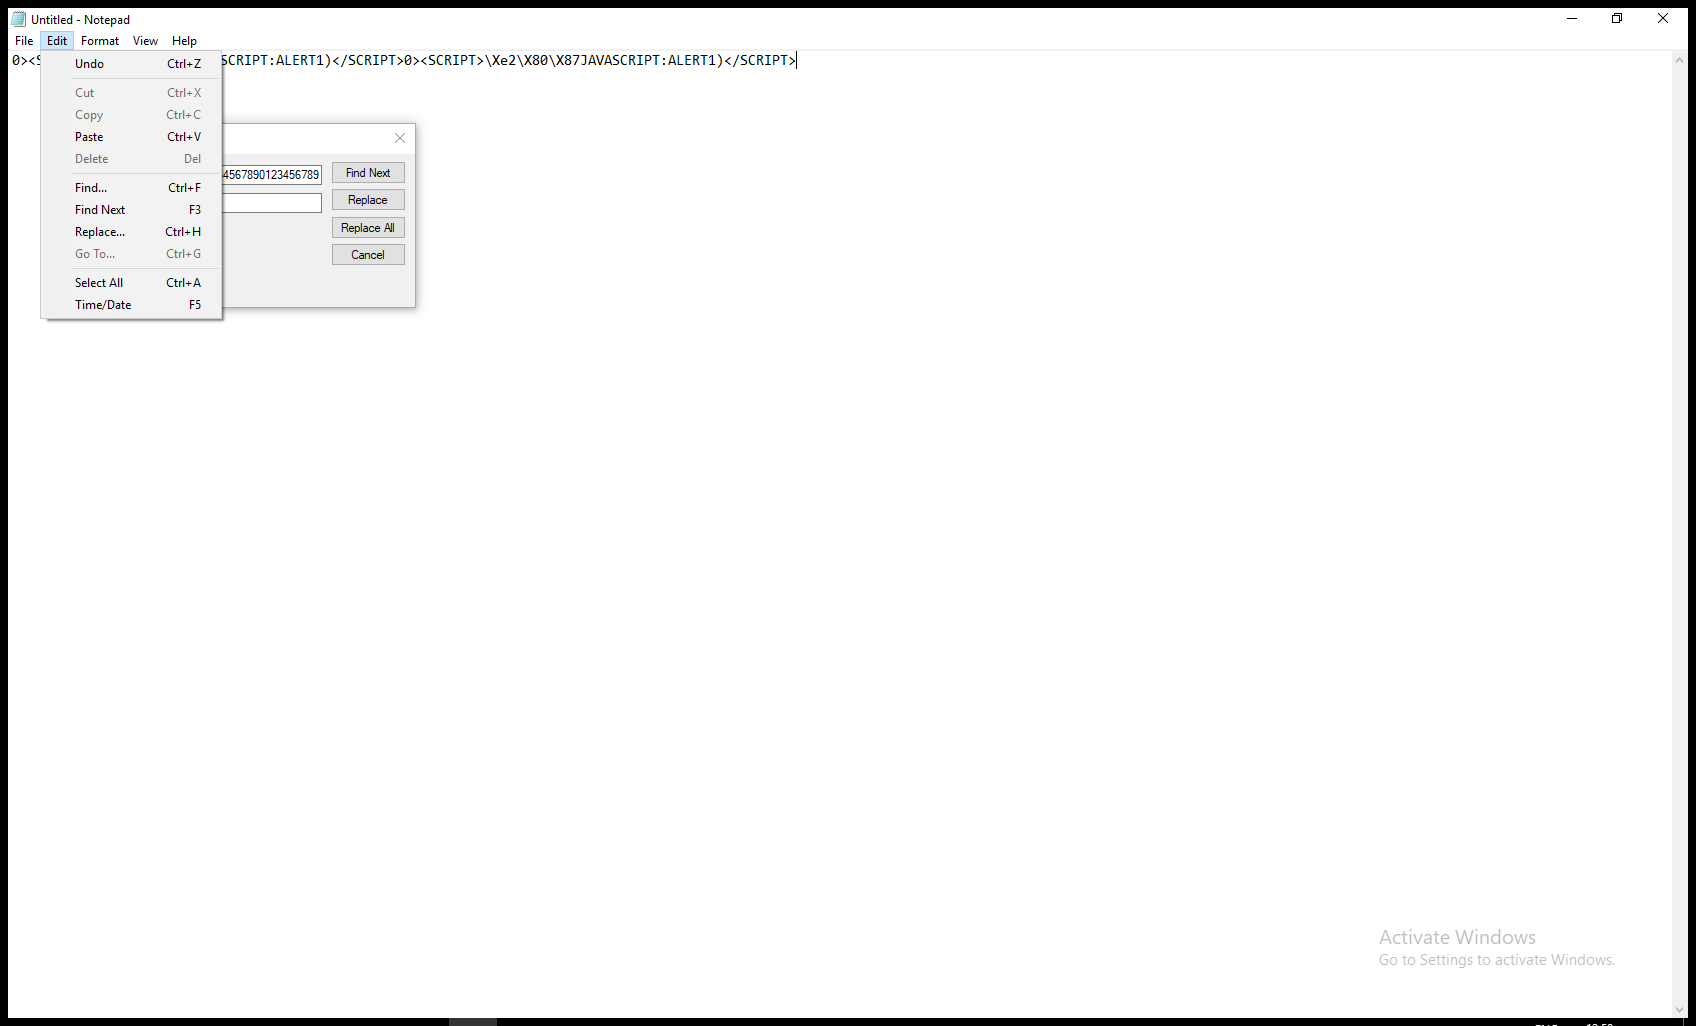 Untitled - Notepad
File Edit Format View Help
0><S SCRIPT:ALERT1)</SCRIPT>0><SCRIPT>\Xe2\X80\X87JAVASCRIPT:ALERT1)</SCRIPT>
Undo Ctrl+Z
Cut Ctrl+X
Copy Ctrl+C
Paste Ctrl+V
Delete Del
Find... Ctrl+F
Find Next F3
Replace... Ctrl+H
Go To... Ctrl+G
Select All Ctrl+A
Time/Date F5
4567890123456789 Find Next
Replace
Replace All
Cancel
Activate Windows
Go to Settings to activate Windows.